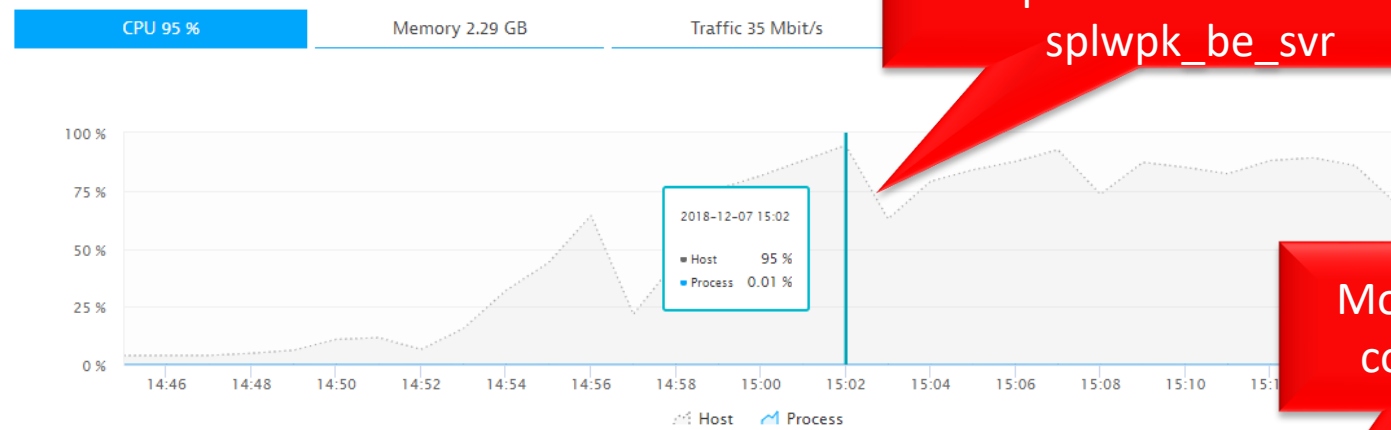 CPU 95 %
Memory 2.29 GB
Traffic 35 Mbit/s
splwpk_be_svr
100 %
75 %
50 %
25 %
0 %
2018-12-07 15:02
Host 95 %
Process 0.01 %
14:46 14:48 14:50 14:52 14:54 14:56 14:58 15:00 15:02 15:04 15:06 15:08 15:10
Host Process